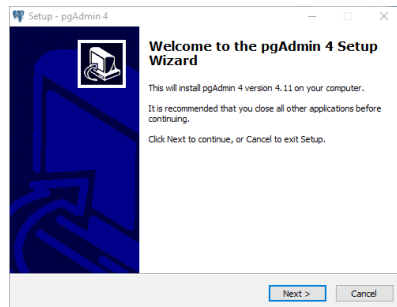 Setup - pgAdmin 4
Welcome to the pgAdmin 4 Setup
Wizard
This will install pgAdmin 4 version 4.11 on your computer.
It is recommended that you close all other applications before
continuing.
Click Next to continue, or Cancel to exit Setup.
Next >
Cancel